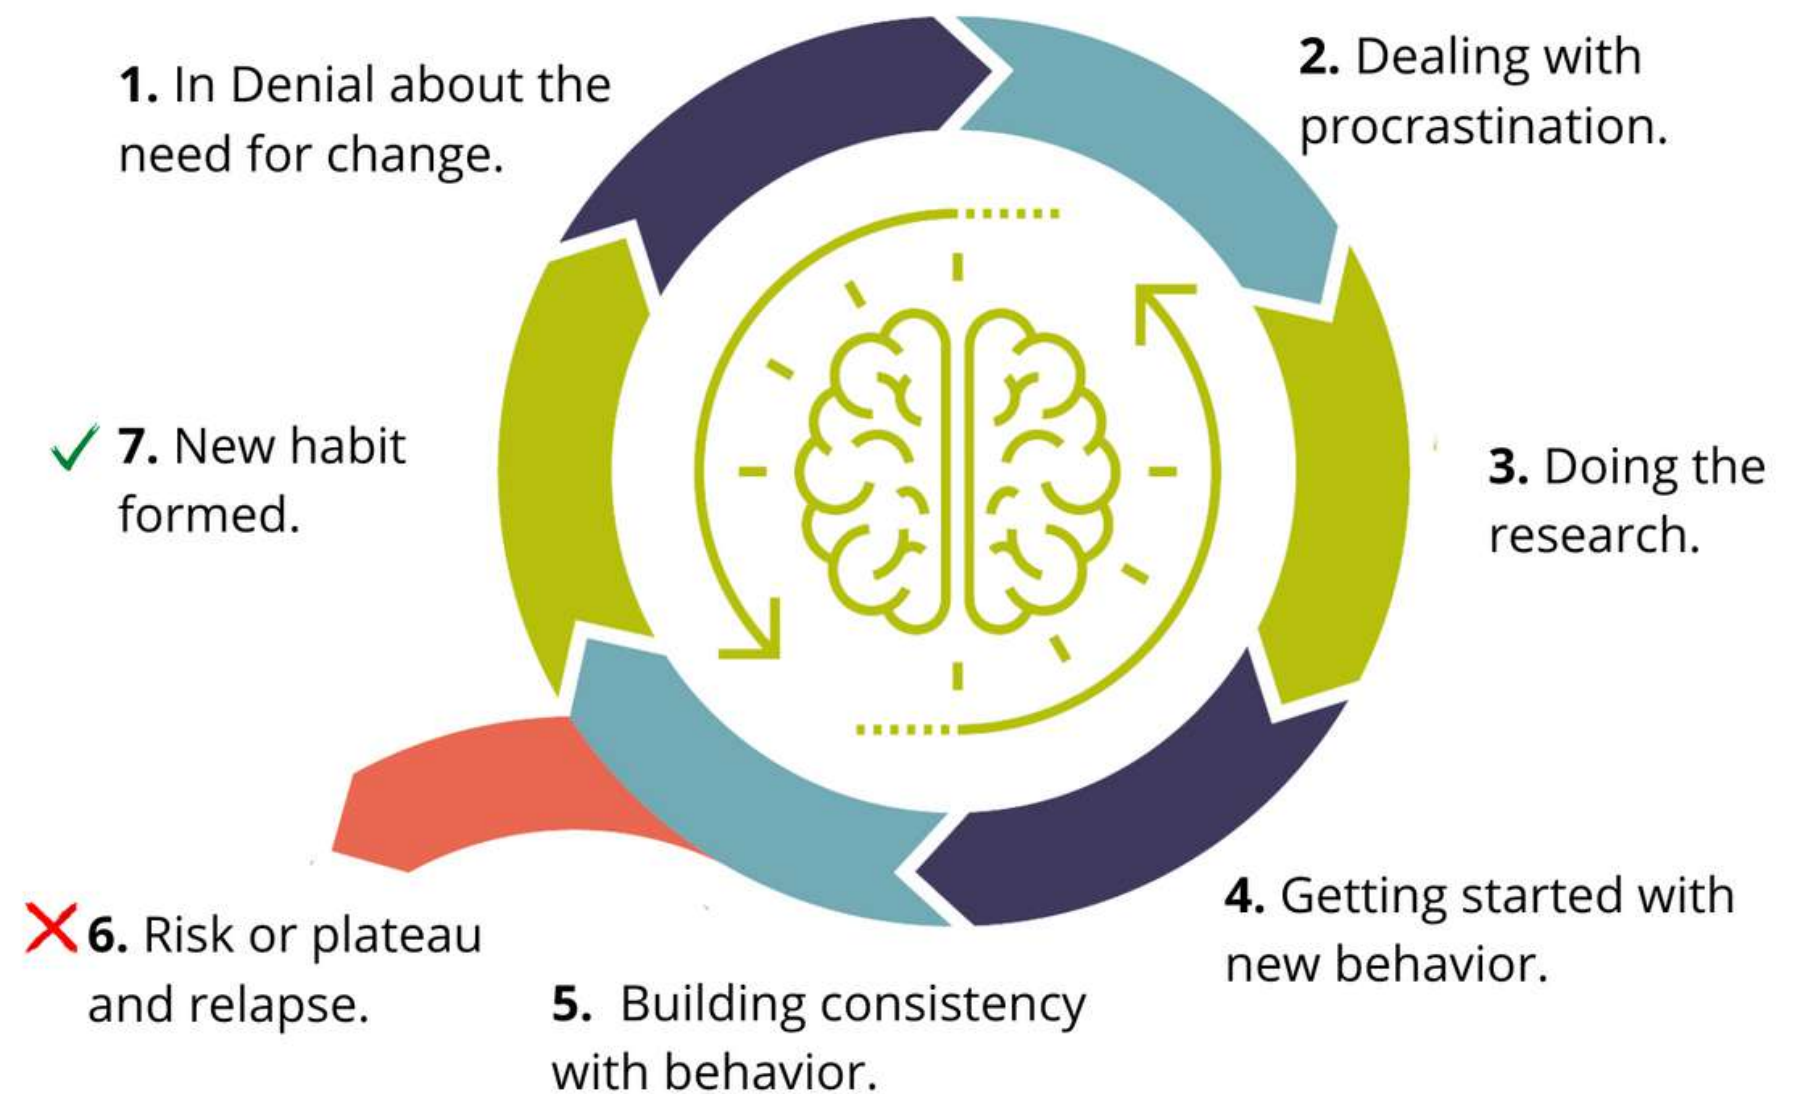 1. In Denial about the
need for change.
2. Dealing with
procrastination.
3. Doing the
research.
4. Getting started with
new behavior.
5. Building consistency
with behavior.
6. Risk or plateau
and relapse.
7. New habit
formed.